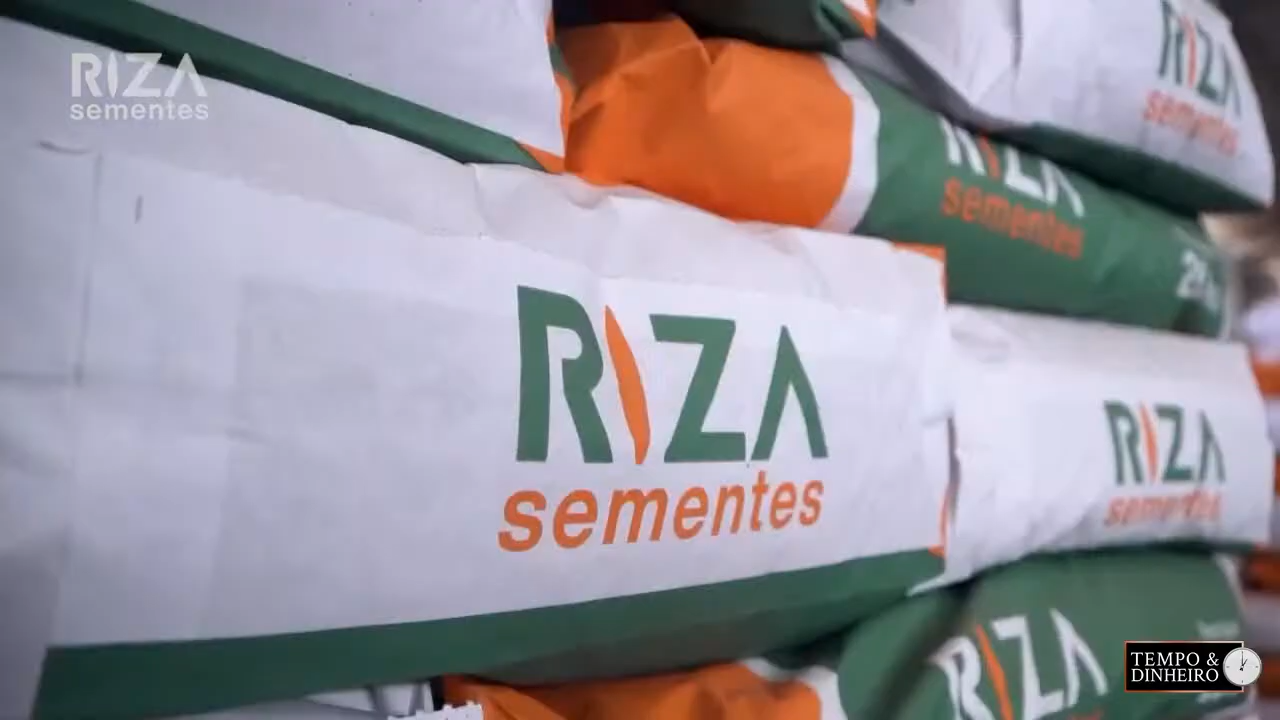 RIZA
sementes
RIZA
sementes
RIZA
sementes
RIZA
sementes
RIZA
sementes
RIZA
TEMPO &
DINHEIRO